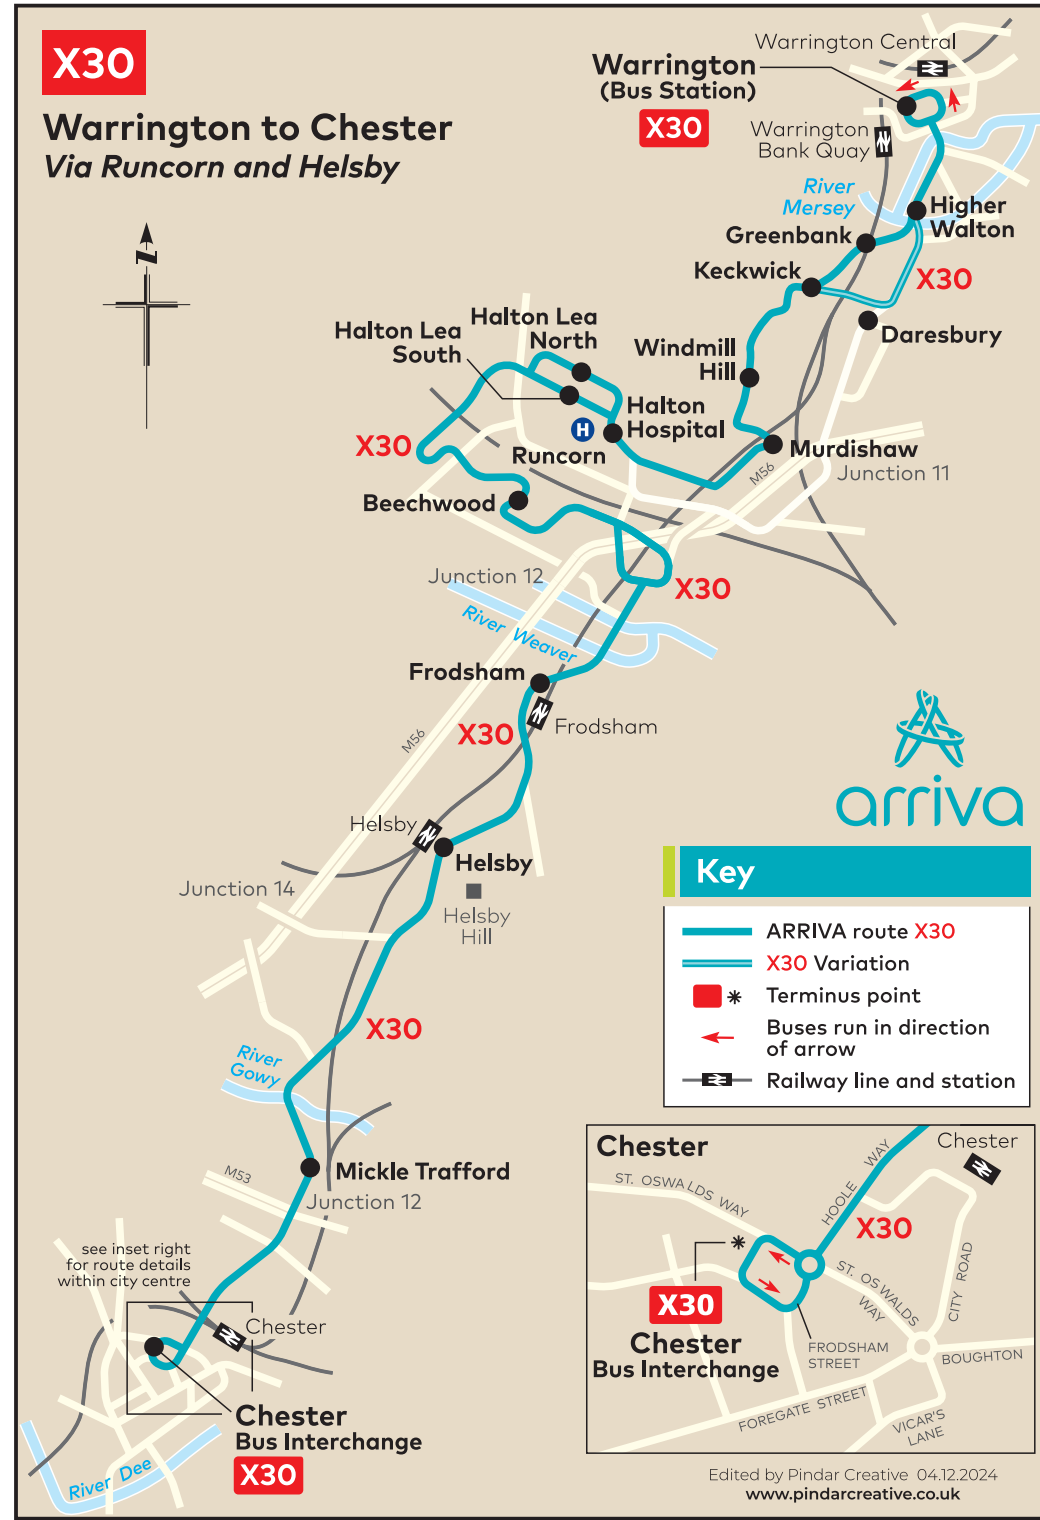 X30
Warrington to Chester
Via Runcorn and Helsby
Warrington Central
Warrington
(Bus Station)
X30
Warrington
Bank Quay
River
Mersey
Higher
Walton
Greenbank
Keckwick
X30
Daresbury
Halton Lea
North
Halton Lea
South
Windmill
Hill
Halton
Hospital
H
Runcorn
X30
Murdishaw
Junction 11
M56
Beechwood
Junction 12
X30
River Weaver
Frodsham
X30
Frodsham
M56
arriva
Helsby
Helsby
Junction 14
Helsby
Hill
X30
River
Gowy
Mickle Trafford
M53
Junction 12
see inset right
for route details
within city centre
Chester
Chester
Bus Interchange
X30
River Dee
Key
ARRIVA route X30
X30 Variation
* Terminus point
Buses run in direction
of arrow
Railway line and station
Chester
Chester
ST. OSWALDS WAY
HOOLE WAY
X30
*
X30
Chester
Bus Interchange
ST. OSWALDS
WAY
CITY ROAD
FRODSHAM
STREET
BOUGHTON
FOREGATE STREET
VICAR'S
LANE
Edited by Pindar Creative 04.12.2024
www.pindarcreative.co.uk